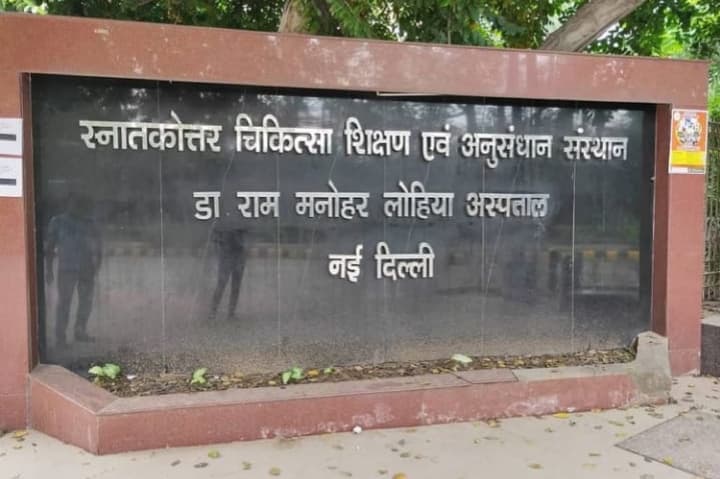 स्नातकोत्तर चिकित्सा शिक्षण एवं अनुसंधान संस्थान
डा राम मनोहर लोहिया अस्पताल
नई दिल्ली